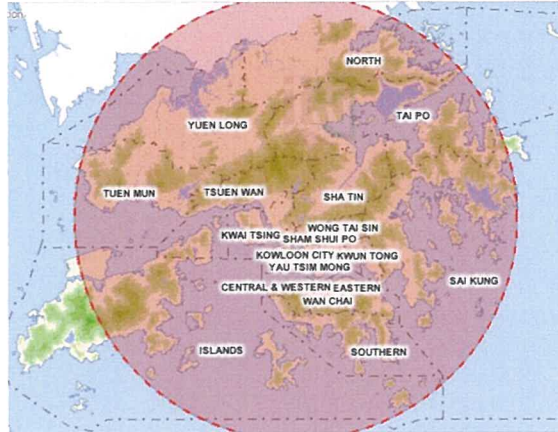 NORTH
TAI PO
YUEN LONG
TUEN MUN
TSUEN WAN
SHA TIN
WONG TAI SIN
KWAI TSING
SHAM SHUI PO
KOWLOON CITY KWUN TONG
YAU TSIM MONG
SAI KUNG
CENTRAL & WESTERN EASTERN
WAN CHAI
ISLANDS
SOUTHERN